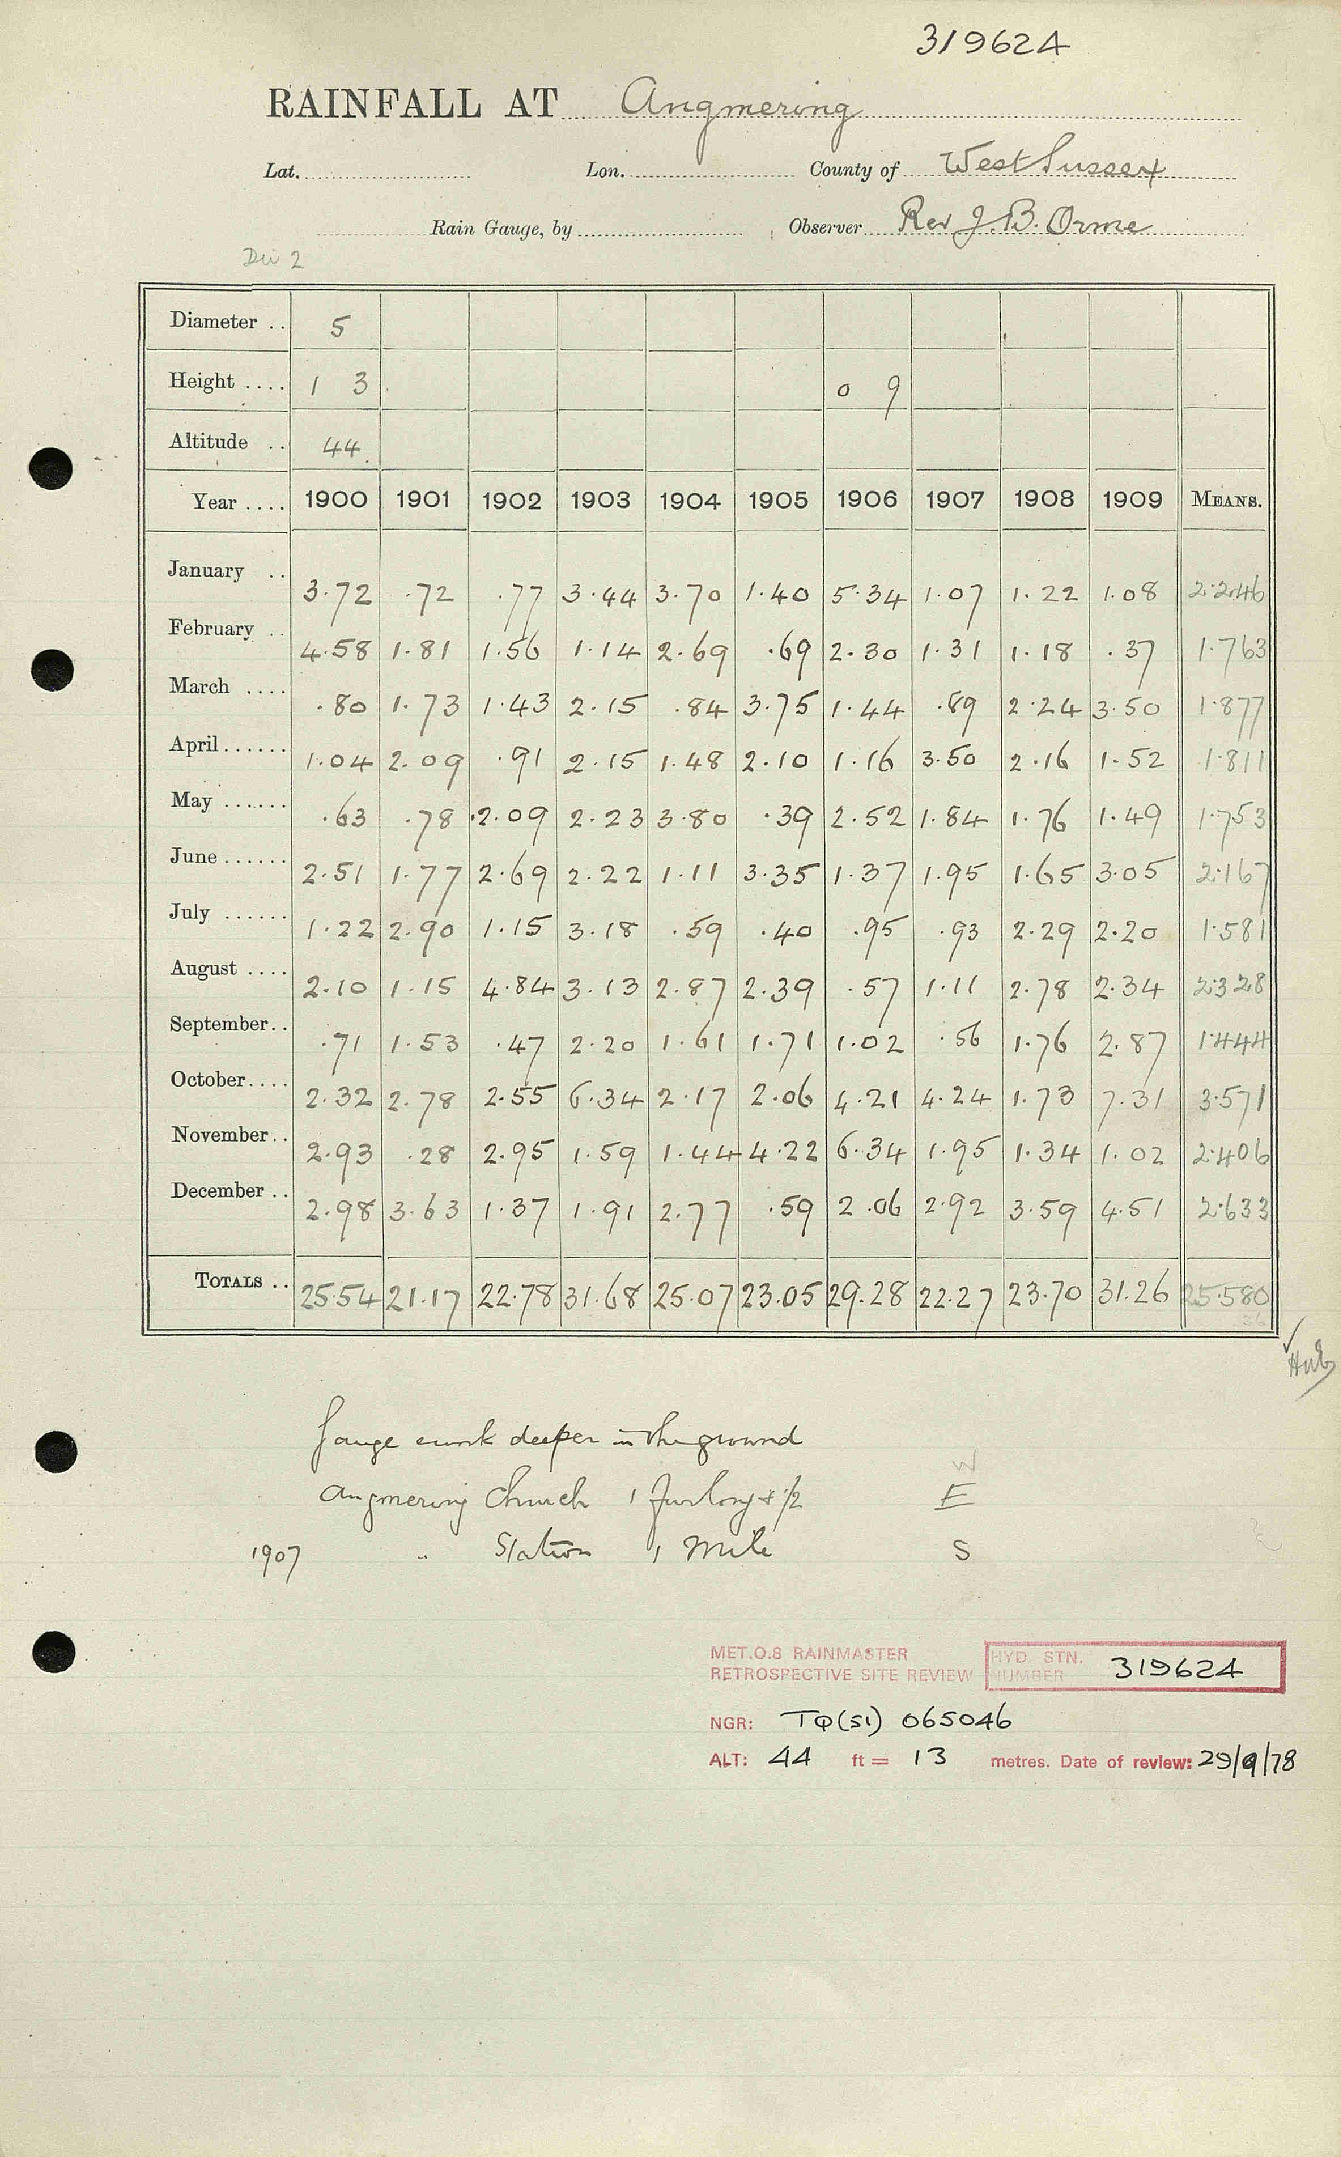 319624
RAINFALL AT Angmering
Lat. Lon. County of West Sussex
Rain Gauge, by Observer Rev J. B. Orme
Div 2
Diameter .. 5
Height .... 1 3 0 9
Altitude .. 44
Year .... 1900 1901 1902 1903 1904 1905 1906 1907 1908 1909 MEANS.
January .. 3.72 .72 .77 3.44 3.70 1.40 5.34 1.07 1.22 1.08 2.246
February .. 4.58 1.81 1.56 1.14 2.69 .69 2.30 1.31 1.18 .37 1.763
March .... .80 1.73 1.43 2.15 .84 3.75 1.44 .89 2.24 3.50 1.877
April ...... 1.04 2.09 .91 2.15 1.48 2.10 1.16 3.50 2.16 1.52 1.811
May ...... .63 .78 2.09 2.23 3.80 .39 2.52 1.84 1.76 1.49 1.753
June ...... 2.51 1.77 2.69 2.22 1.11 3.35 1.37 1.95 1.65 3.05 2.167
July ...... 1.22 2.90 1.15 3.18 .59 .40 .95 .93 2.29 2.20 1.581
August .... 2.10 1.15 4.84 3.13 2.87 2.39 .57 1.11 2.78 2.34 2.328
September.. .71 1.53 .47 2.20 1.61 1.71 1.02 .56 1.76 2.87 1.444
October.... 2.32 2.78 2.55 6.34 2.17 2.06 4.21 4.24 1.73 7.31 3.571
November.. 2.93 .28 2.95 1.59 1.44 4.22 6.34 1.95 1.34 1.02 2.406
December .. 2.98 3.63 1.37 1.91 2.77 .59 2.06 2.92 3.59 4.51 2.633
TOTALS .. 25.54 21.17 22.78 31.68 25.07 23.05 29.28 22.27 23.70 31.26 25.580
Gauge sunk deeper in the ground
W
Angmering Church 1 furlong & 1/2 E
1907 " Station 1 Mile S
MET.O.8 RAINMASTER
RETROSPECTIVE SITE REVIEW
HYD. STN. NUMBER 319624
NGR: TQ(51) 065046
ALT: 44 ft = 13 metres. Date of review: 29/9/78